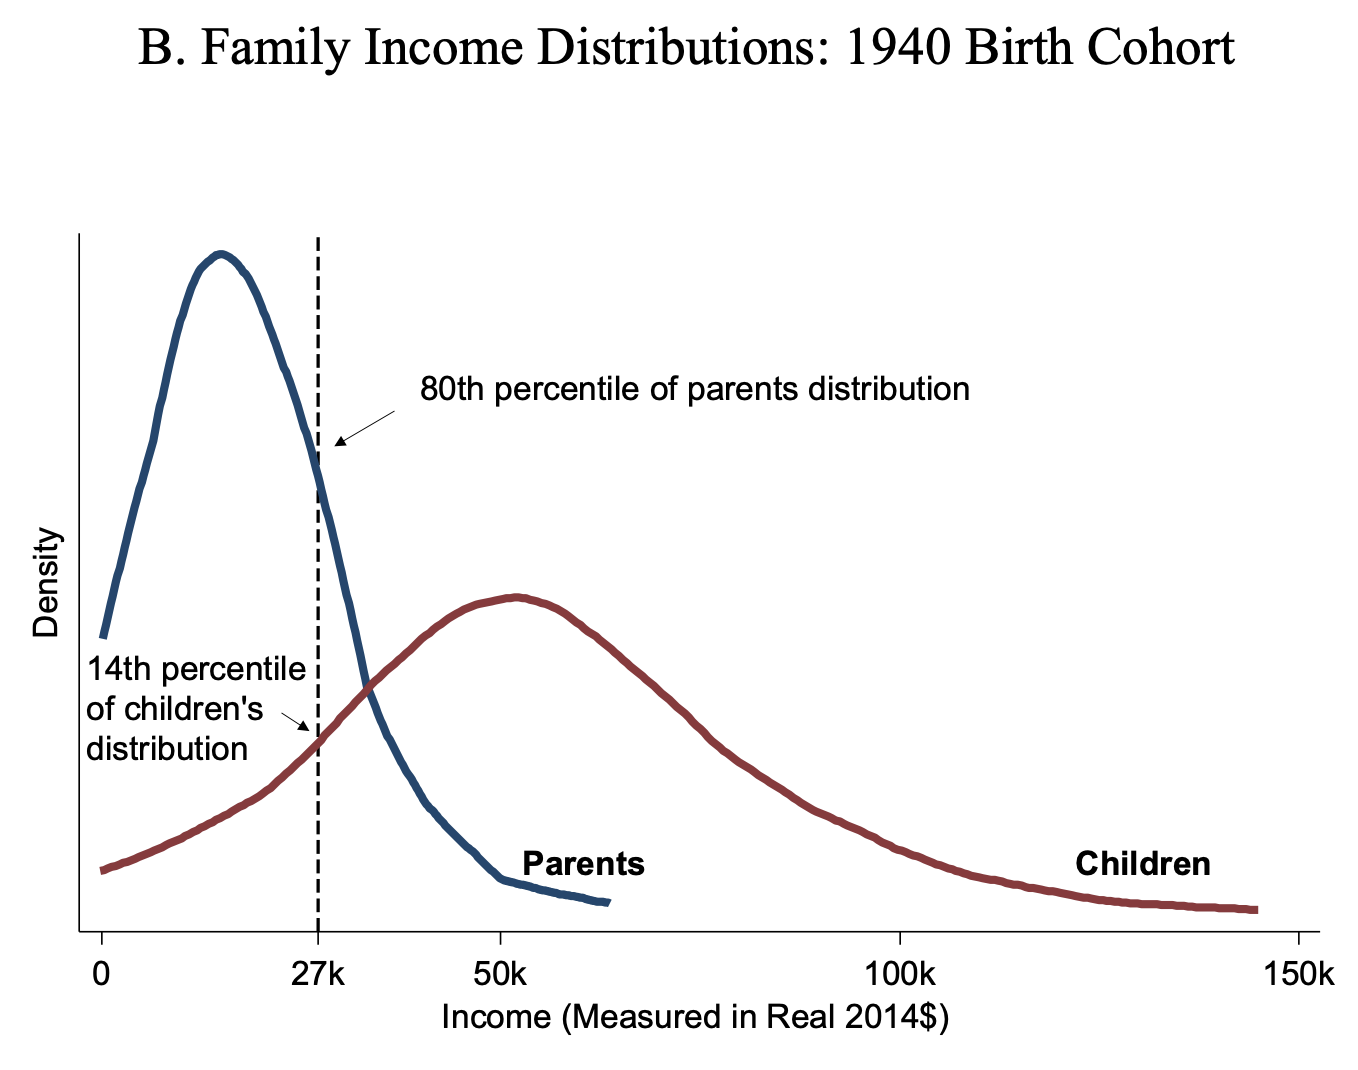 B. Family Income Distributions: 1940 Birth Cohort
80th percentile of parents distribution
Density
14th percentile
of children's
distribution
Parents
Children
0
27k
50k
100k
150k
Income (Measured in Real 2014$)